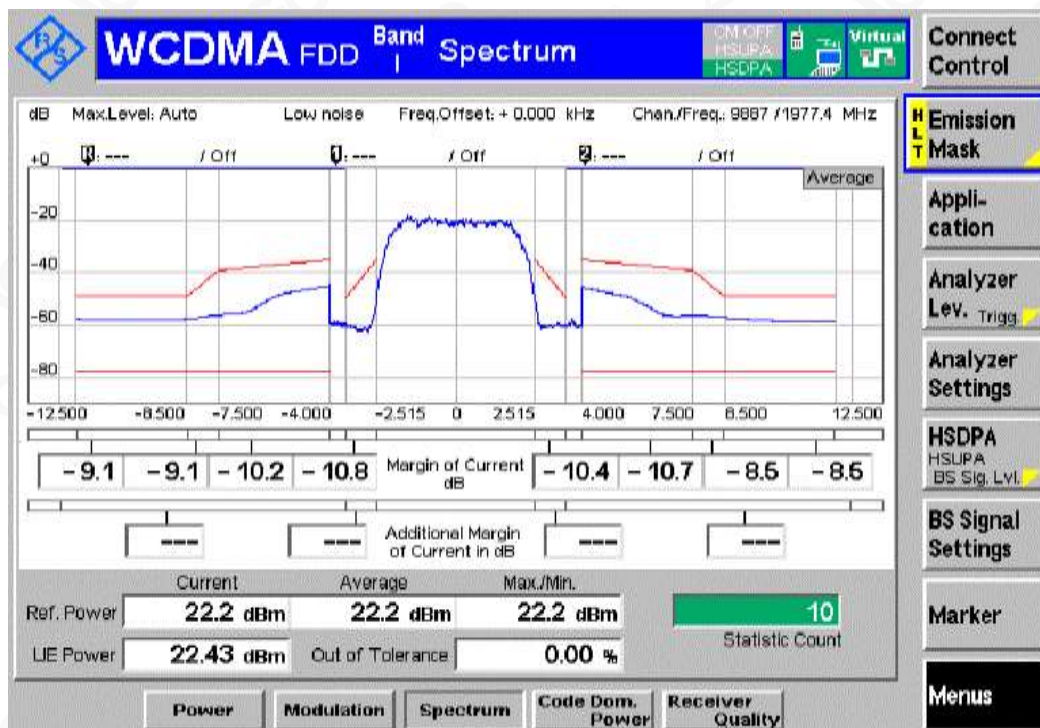 R S
WCDMA FDD Band I Spectrum
CM OFF
HSUPA
HSDPA
Virtual
Connect Control
dB Max.Level: Auto Low noise Freq.Offset: + 0.000 kHz Chan./Freq.: 9887 / 1977.4 MHz
HLT
Emission Mask
R: --- / Off 1: --- / Off 2: --- / Off
+0
Average
-20
-40
-60
-80
-12.500 -8.500 -7.500 -4.000 -2.515 0 2.515 4.000 7.500 8.500 12.500
Appli-
cation
Analyzer
Lev. Trigg.
Analyzer
Settings
-9.1 -9.1 -10.2 -10.8 Margin of Current dB -10.4 -10.7 -8.5 -8.5
HSDPA
HSUPA
BS Sig. Lvl.
--- --- Additional Margin of Current in dB --- ---
BS Signal
Settings
Current Average Max./Min.
Ref. Power 22.2 dBm 22.2 dBm 22.2 dBm 10
Statistic Count
UE Power 22.43 dBm Out of Tolerance 0.00 %
Marker
Menus
Power Modulation Spectrum Code Dom. Power Receiver Quality